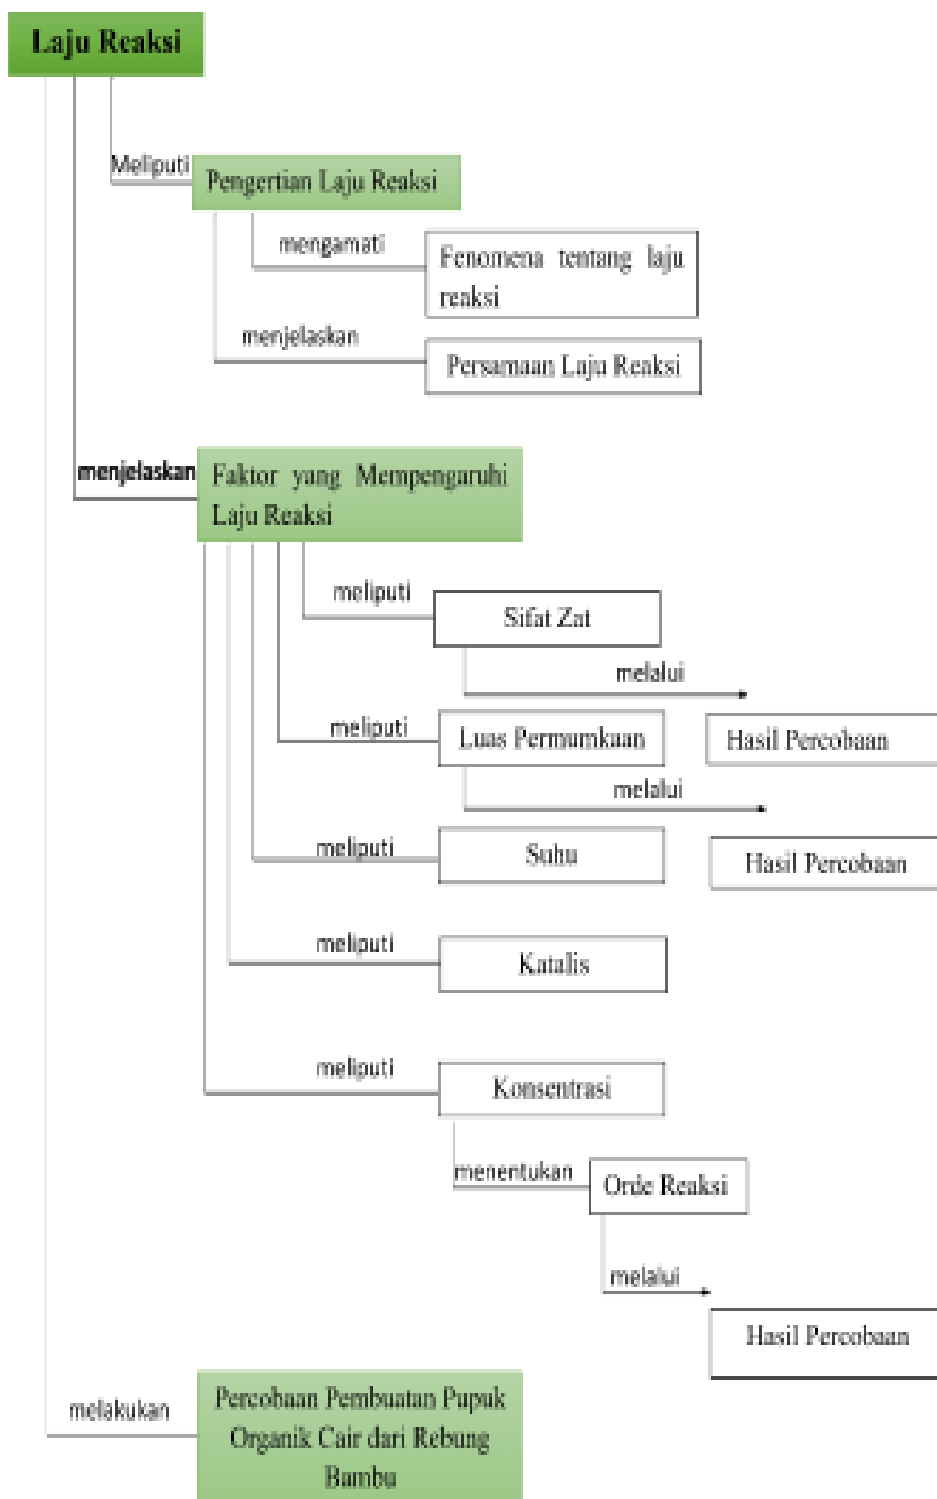 Laju Reaksi
Meliputi
Pengertian Laju Reaksi
mengamati
Fenomena tentang laju
reaksi
menjelaskan
Persamaan Laju Reaksi
menjelaskan
Faktor yang Mempengaruhi
Laju Reaksi
meliputi
Sifat Zat
melalui
Hasil Percobaan
meliputi
Luas Permumkaan
melalui
Hasil Percobaan
meliputi
Suhu
meliputi
Katalis
meliputi
Konsentrasi
menentukan
Orde Reaksi
melalui
Hasil Percobaan
melakukan
Percobaan Pembuatan Pupuk
Organik Cair dari Rebung
Bambu